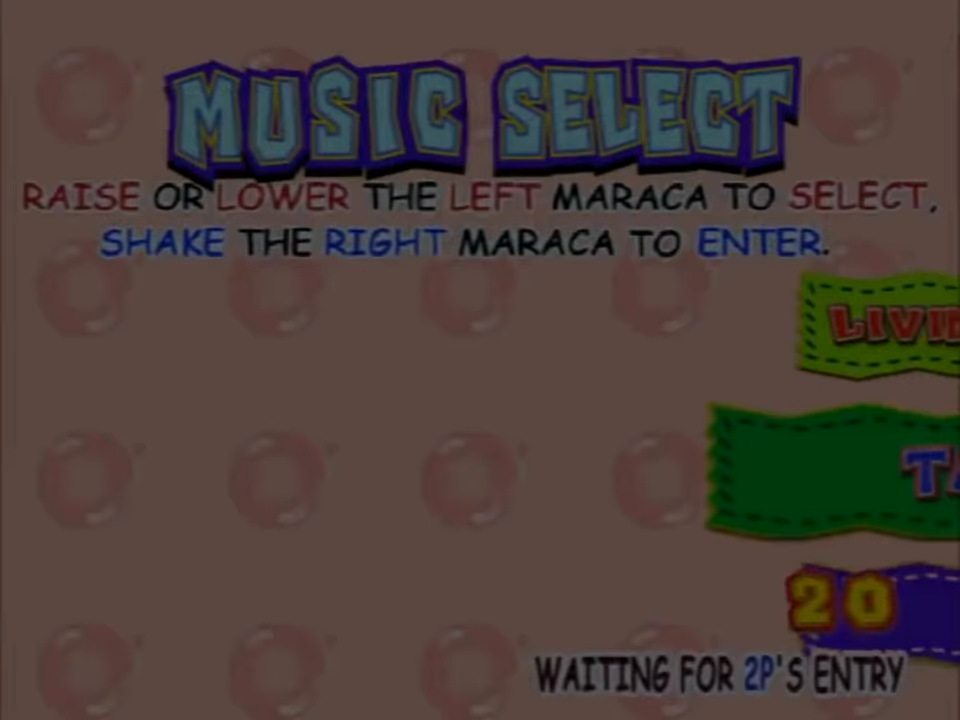 MUSIC SELECT
RAISE OR LOWER THE LEFT MARACA TO SELECT,
SHAKE THE RIGHT MARACA TO ENTER.
20
WAITING FOR 2P'S ENTRY